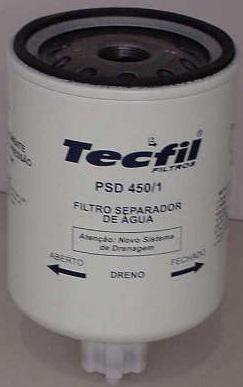 Tecfil®
FILTROS
PSD 450/1
FILTRO SEPARADOR
DE ÁGUA
Atenção: Novo Sistema
de Drenagem
ABERTO
FECHADO
DRENO